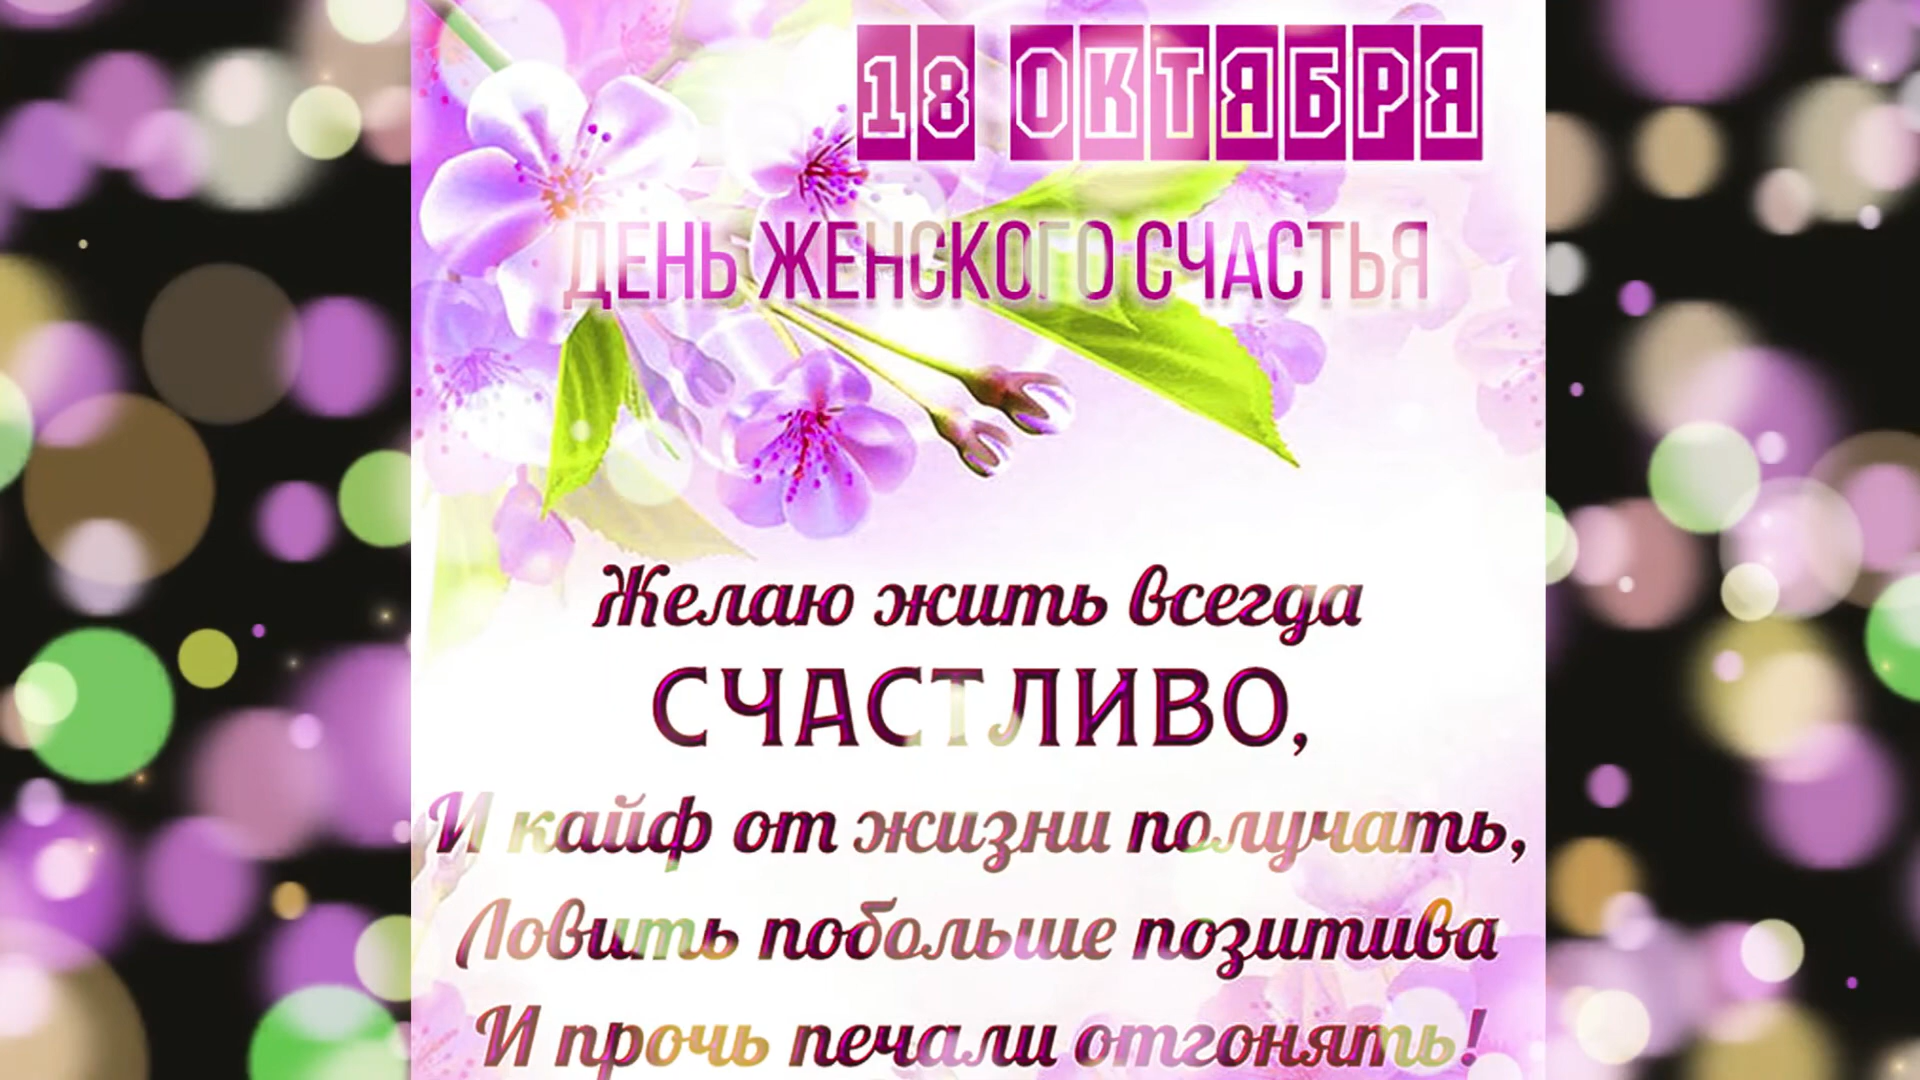 18 ОКТЯБРЯ
ДЕНЬ ЖЕНСКОГО СЧАСТЬЯ
Желаю жить всегда
СЧАСТЛИВО,
И кайф от жизни получать,
Ловить побольше позитива
И прочь печали отгонять!